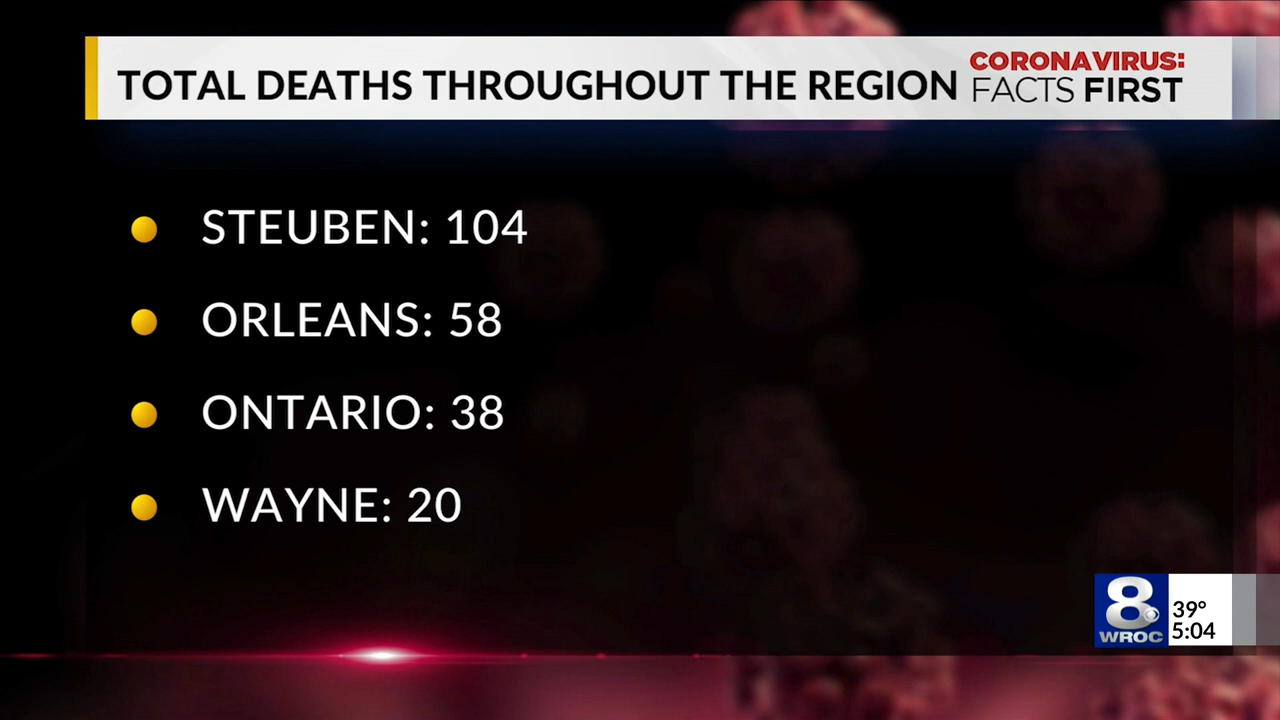 TOTAL DEATHS THROUGHOUT THE REGION
CORONAVIRUS:
FACTS FIRST
STEUBEN: 104
ORLEANS: 58
ONTARIO: 38
WAYNE: 20
8
WROC
39°
5:04